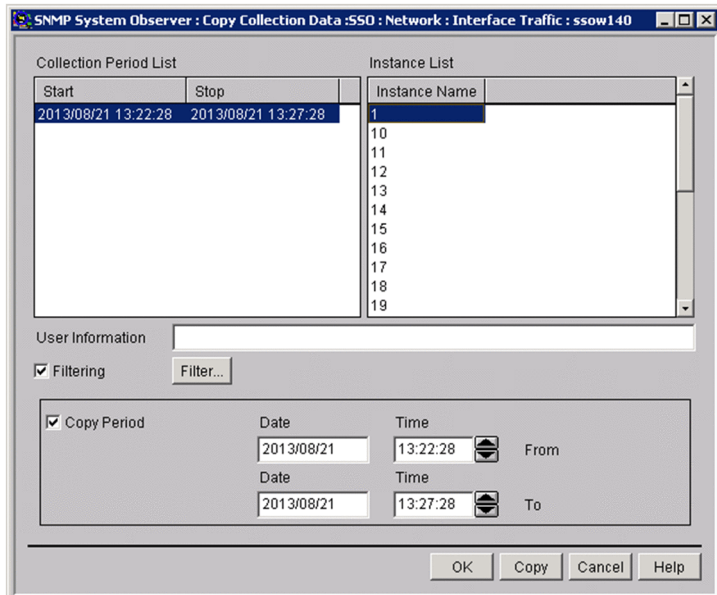 SNMP System Observer : Copy Collection Data :SSO : Network : Interface Traffic : ssow140
Collection Period List
Start Stop
2013/08/21 13:22:28 2013/08/21 13:27:28
Instance List
Instance Name
1
10
11
12
13
14
15
16
17
18
19
User Information
Filtering Filter...
Copy Period
Date Time
2013/08/21 13:22:28 From
Date Time
2013/08/21 13:27:28 To
OK Copy Cancel Help